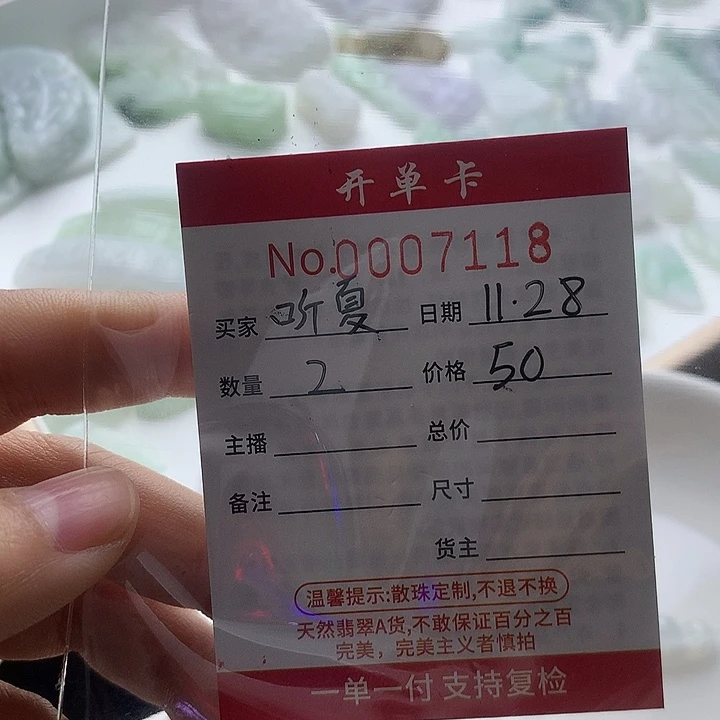 开单卡
No.0007118
买家 听夏 日期 11·28
数量 2 价格 50
主播 总价
备注 尺寸
货主
温馨提示:散珠定制,不退不换
天然翡翠A货,不敢保证百分之百
完美，完美主义者慎拍
一单一付 支持复检